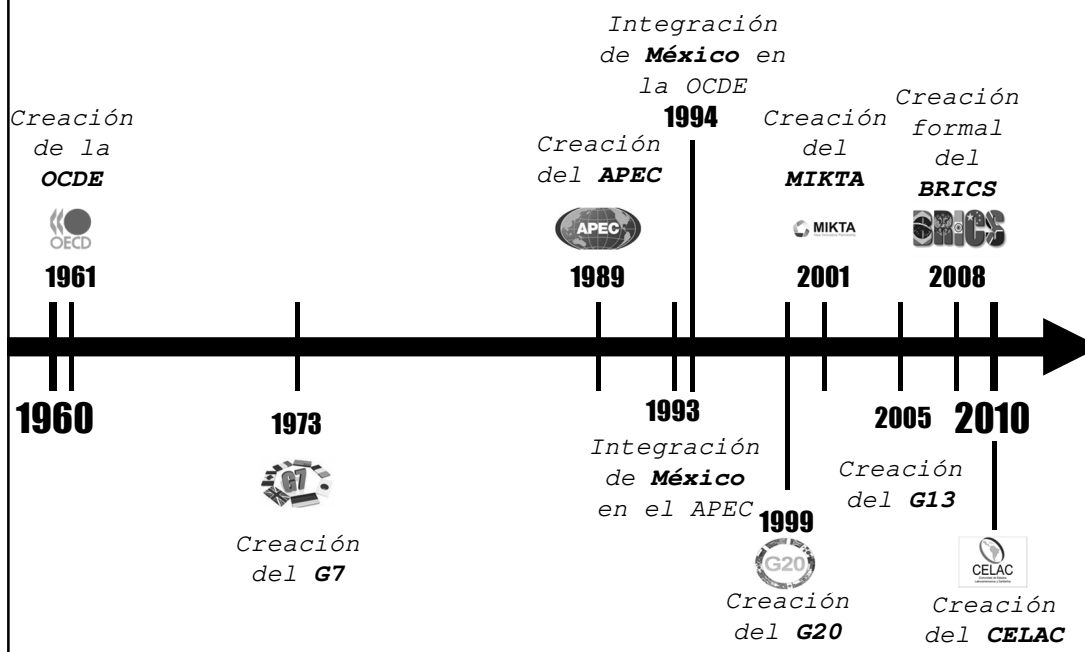 Creación
de la
OCDE
OECD
1961
1960
1973
G7
Creación
del G7
Creación
del APEC
APEC
1989
1993
Integración
de México
en el APEC
Integración
de México en
la OCDE
1994
1999
G20
Creación
del G20
Creación
del
MIKTA
MIKTA
2001
2005
Creación
del G13
Creación
formal
del
BRICS
BRICS
2008
2010
CELAC
Creación
del CELAC